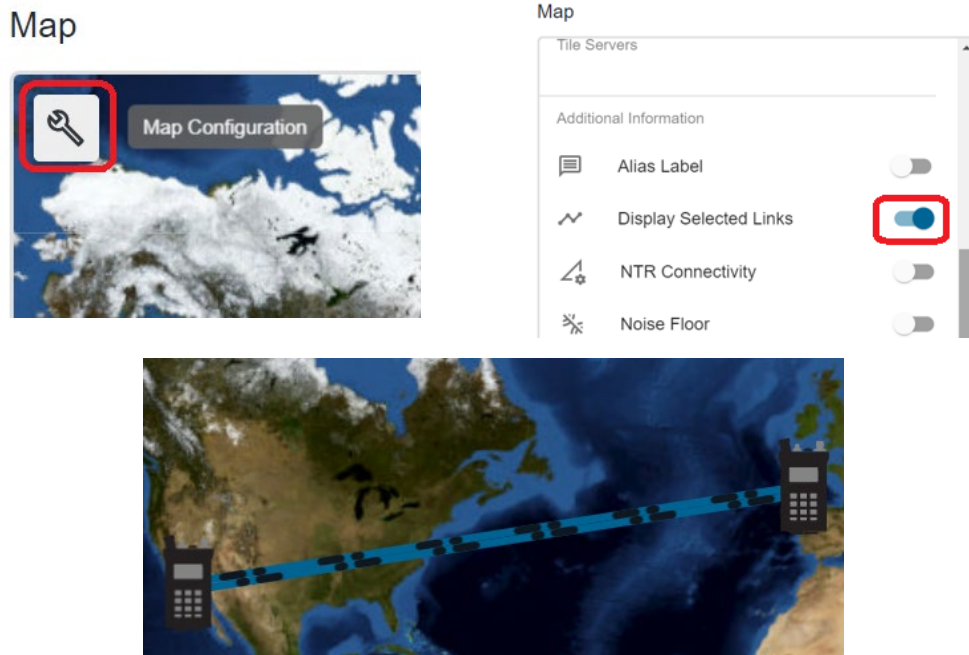 Map
Map Configuration
Map
Tile Servers
Additional Information
Alias Label
Display Selected Links
NTR Connectivity
Noise Floor